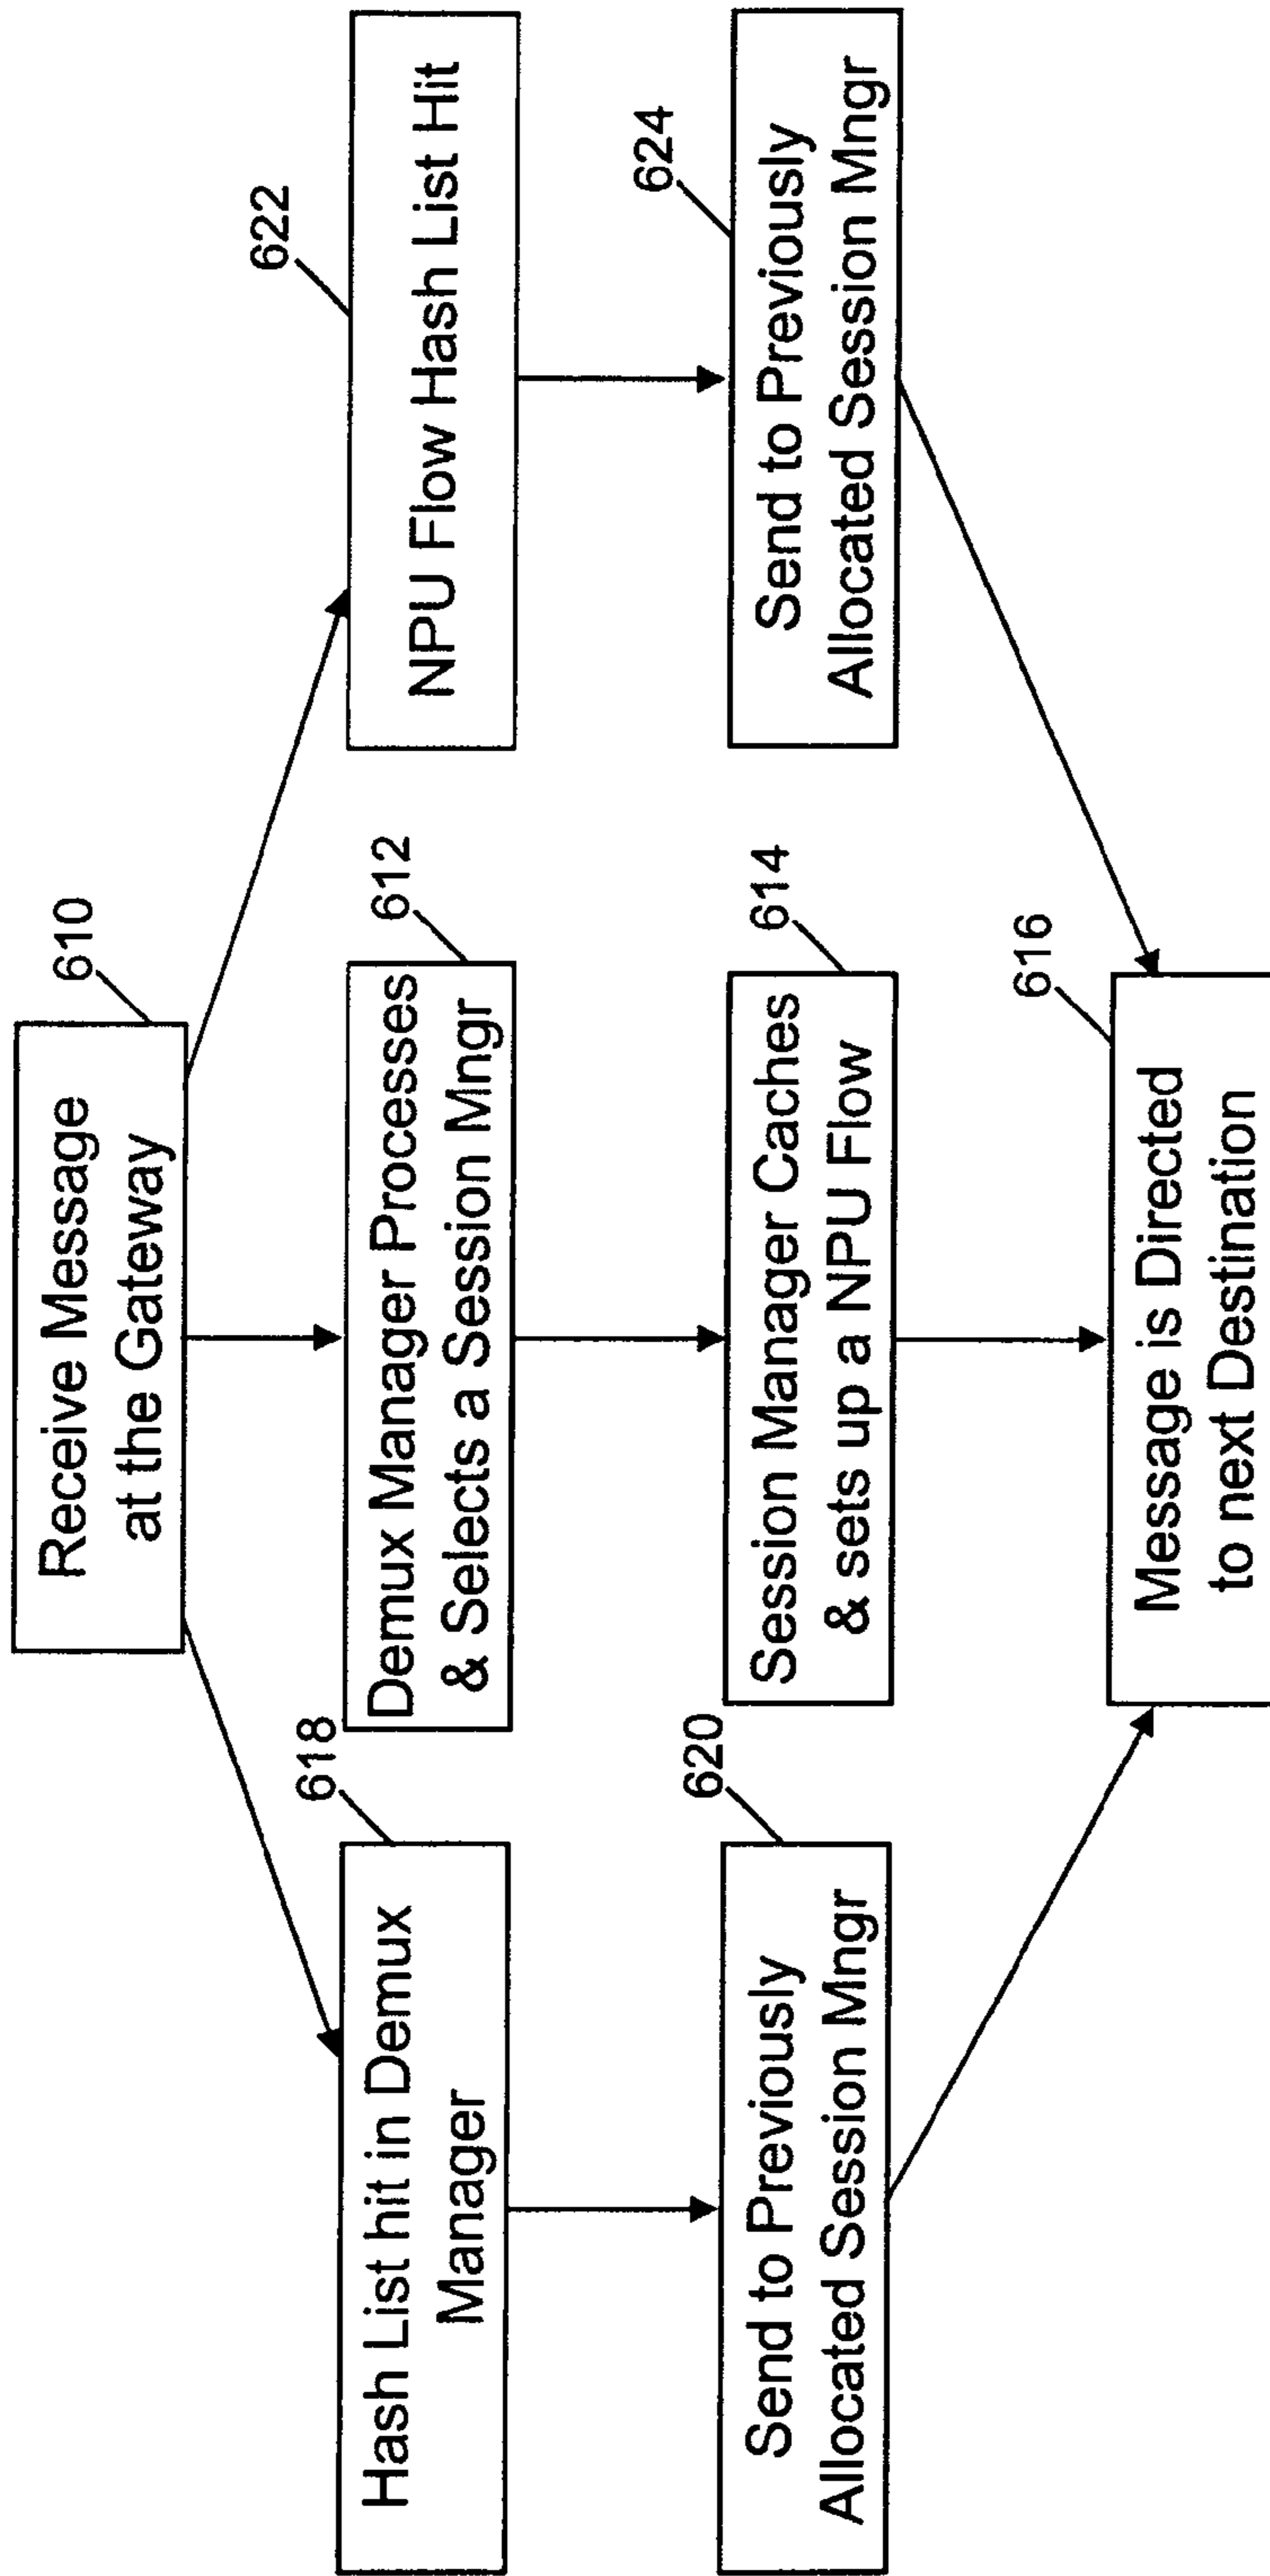 Receive Message
at the Gateway
610
Hash List hit in Demux
Manager
618
Demux Manager Processes
& Selects a Session Mngr
612
NPU Flow Hash List Hit
622
Send to Previously
Allocated Session Mngr
620
Session Manager Caches
& sets up a NPU Flow
614
Send to Previously
Allocated Session Mngr
624
Message is Directed
to next Destination
616